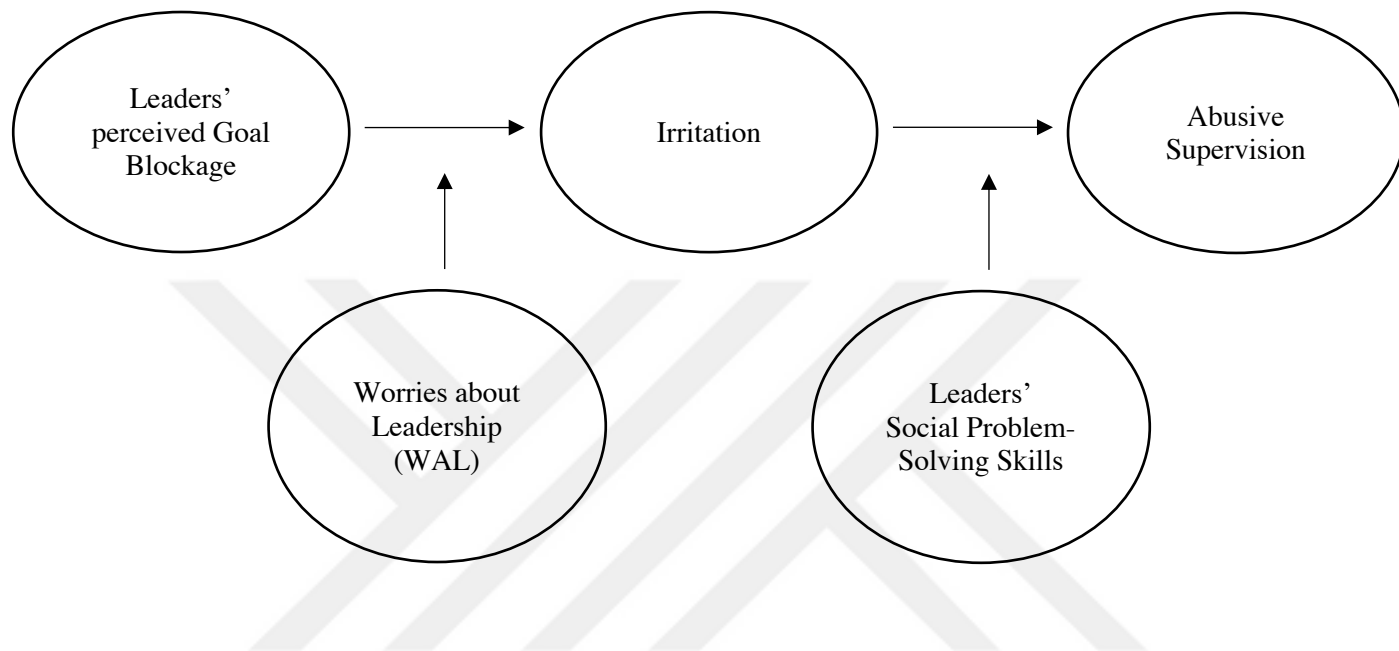 Leaders’
perceived Goal
Blockage
Irritation
Abusive
Supervision
Worries about
Leadership
(WAL)
Leaders’
Social Problem-
Solving Skills